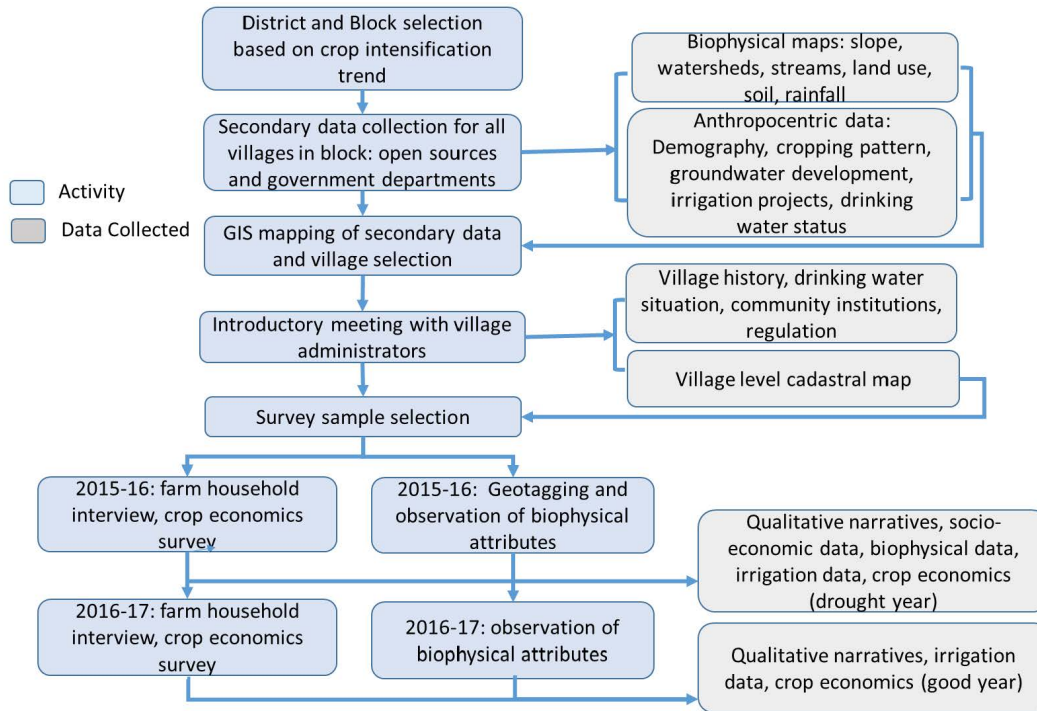 District and Block selection
based on crop intensification
trend
Biophysical maps: slope,
watersheds, streams, land use,
soil, rainfall
Secondary data collection for all
villages in block: open sources
and government departments
Anthropocentric data:
Demography, cropping pattern,
groundwater development,
irrigation projects, drinking
water status
Activity
Data Collected
GIS mapping of secondary data
and village selection
Village history, drinking water
situation, community institutions,
regulation
Introductory meeting with village
administrators
Village level cadastral map
Survey sample selection
2015-16: farm household
interview, crop economics
survey
2015-16: Geotagging and
observation of biophysical
attributes
Qualitative narratives, socio-
economic data, biophysical data,
irrigation data, crop economics
(drought year)
2016-17: farm household
interview, crop economics
survey
2016-17: observation of
biophysical attributes
Qualitative narratives, irrigation
data, crop economics (good year)